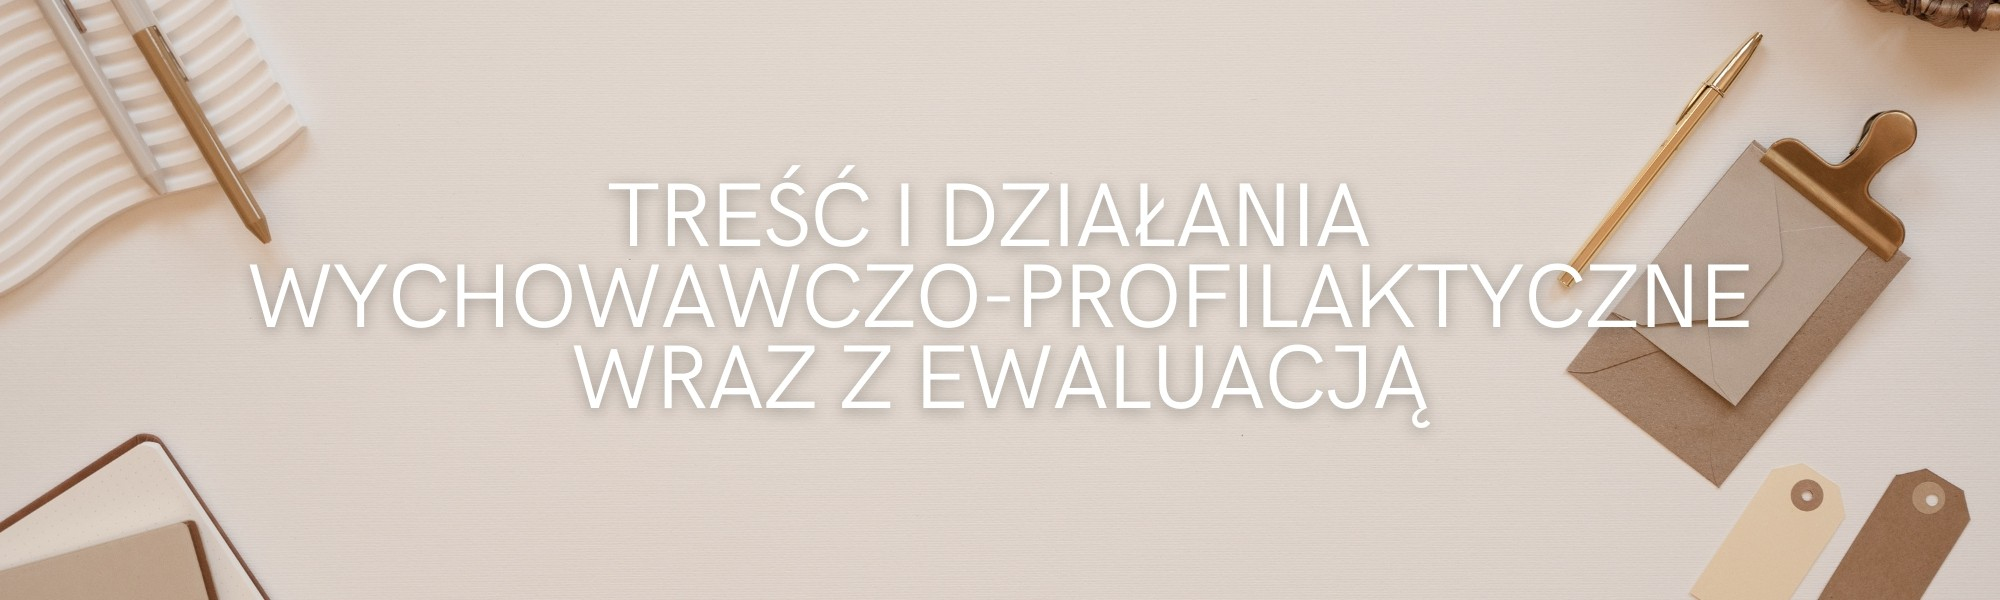 TREŚĆ I DZIAŁANIA
WYCHOWAWCZO-PROFILAKTYCZNE
WRAZ Z EWALUACJĄ